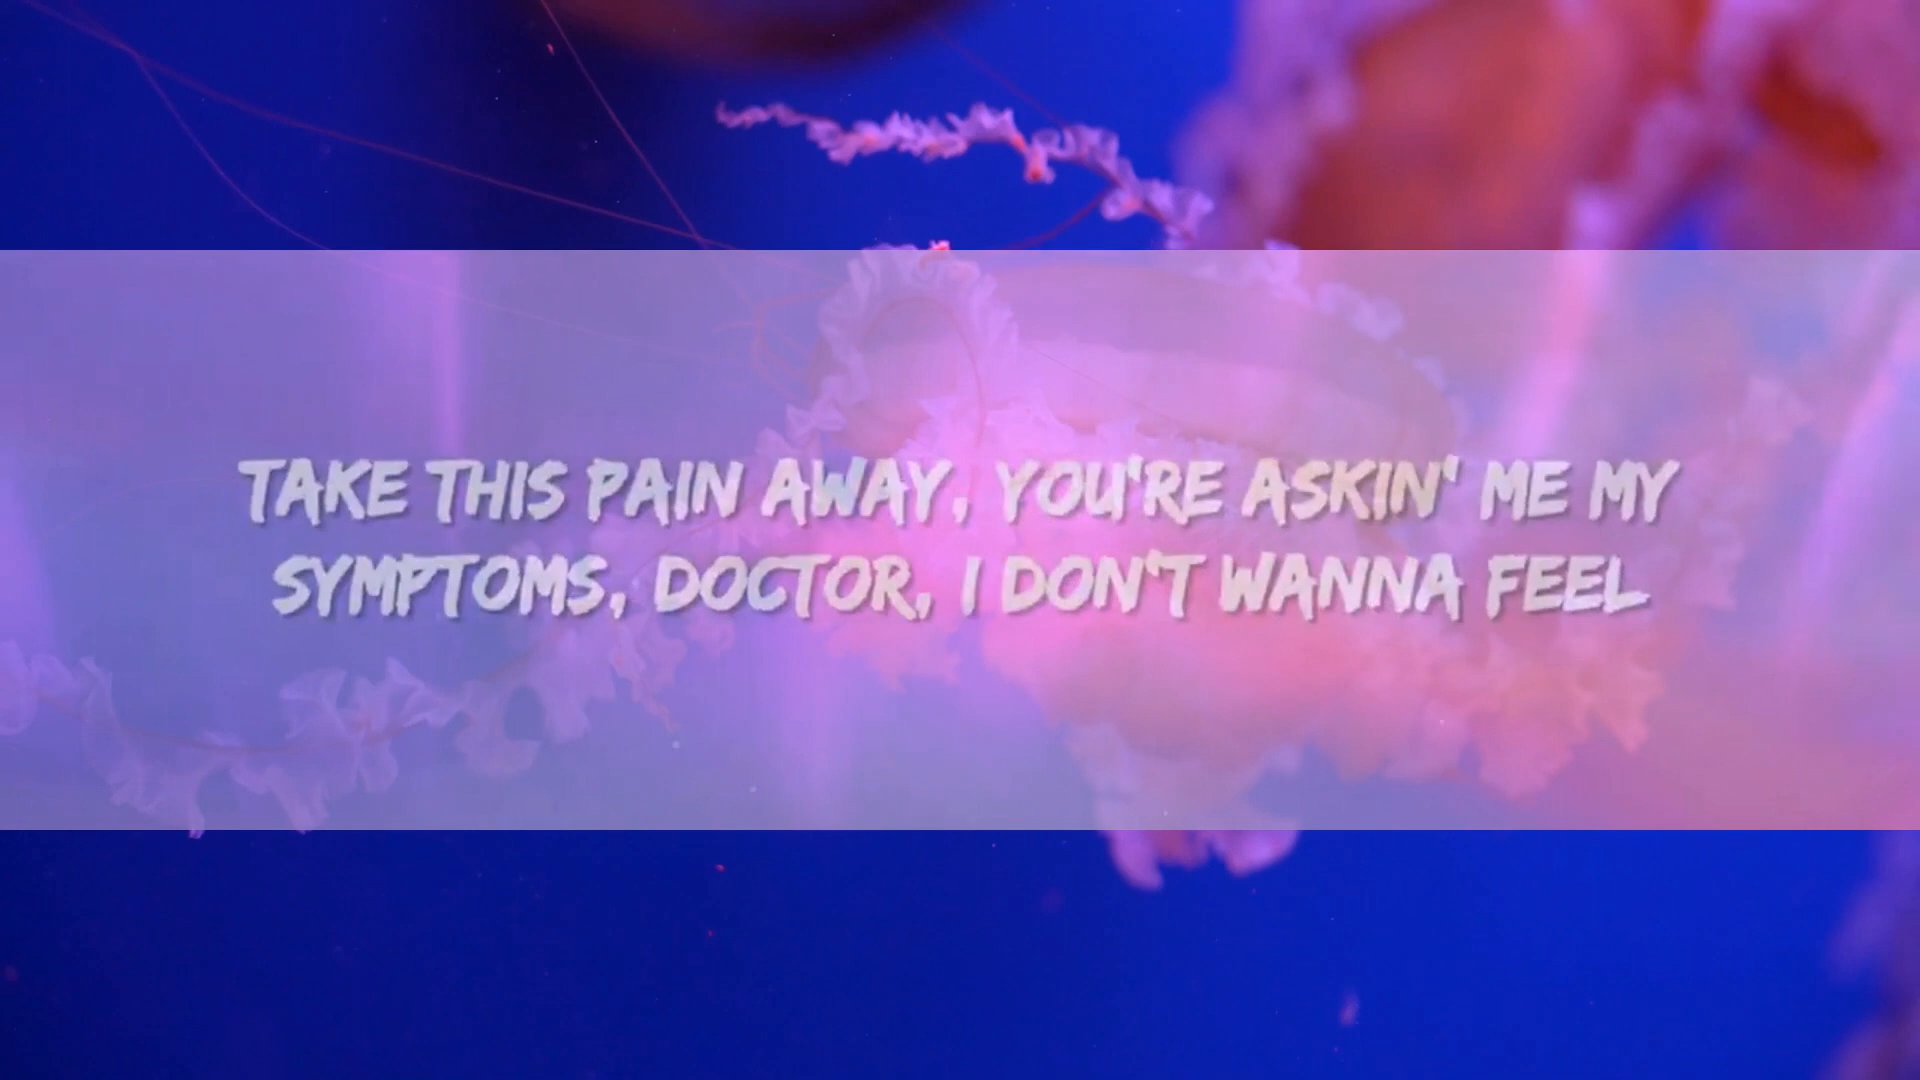 TAKE THIS PAIN AWAY, YOU'RE ASKIN' ME MY
SYMPTOMS, DOCTOR, I DON'T WANNA FEEL